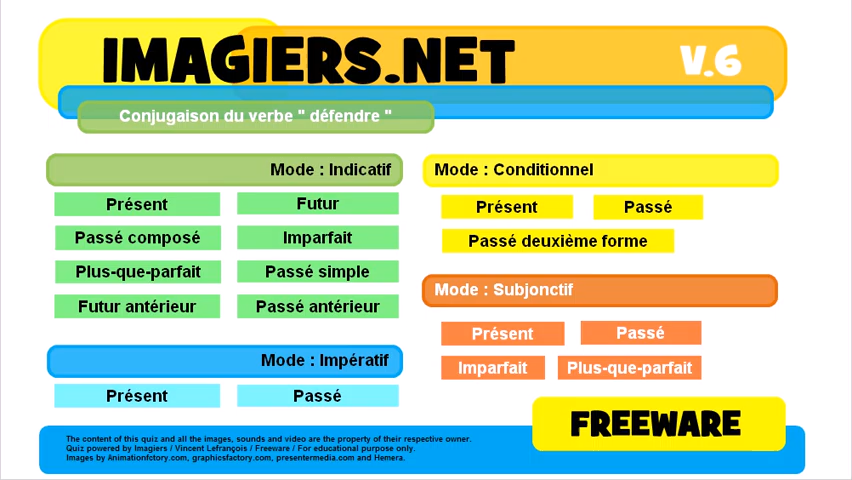 IMAGIERS.NET
V.6
Conjugaison du verbe " défendre "
Mode : Indicatif
Présent
Futur
Passé composé
Imparfait
Plus-que-parfait
Passé simple
Futur antérieur
Passé antérieur
Mode : Impératif
Présent
Passé
Mode : Conditionnel
Présent
Passé
Passé deuxième forme
Mode : Subjonctif
Présent
Passé
Imparfait
Plus-que-parfait
FREEWARE
The content of this quiz and all the images, sounds and video are the property of their respective owner.
Quiz powered by Imagiers / Vincent Lefrançois / Freeware / For educational purpose only.
Images by Animationfctory.com, graphicsfactory.com, presentermedia.com and Hemera.